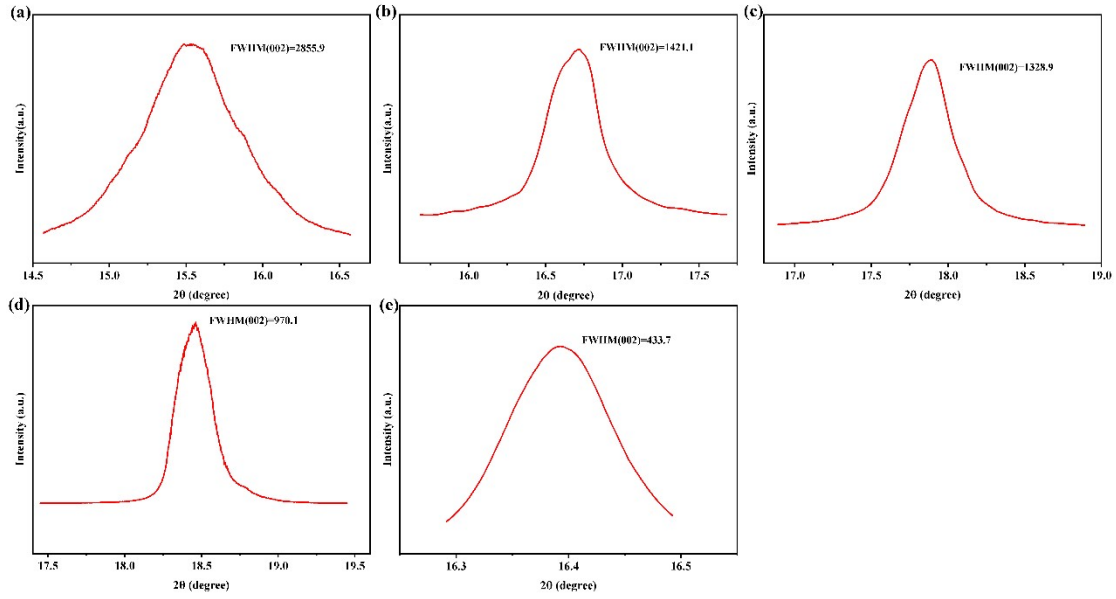 (a)
FWHM(002)=2855.9
Intensity(a.u.)
14.5 15.0 15.5 16.0 16.5
2θ (degree)
(b)
FWHM(002)=1421.1
Intensity(a.u.)
16.0 16.5 17.0 17.5
2θ (degree)
(c)
FWHM(002)=1328.9
Intensity (a.u.)
17.0 17.5 18.0 18.5 19.0
2θ (degree)
(d)
FWHM(002)=970.1
Intensity (a.u.)
17.5 18.0 18.5 19.0 19.5
2θ (degree)
(e)
FWHM(002)=433.7
Intensity (a.u.)
16.3 16.4 16.5
2θ (degree)